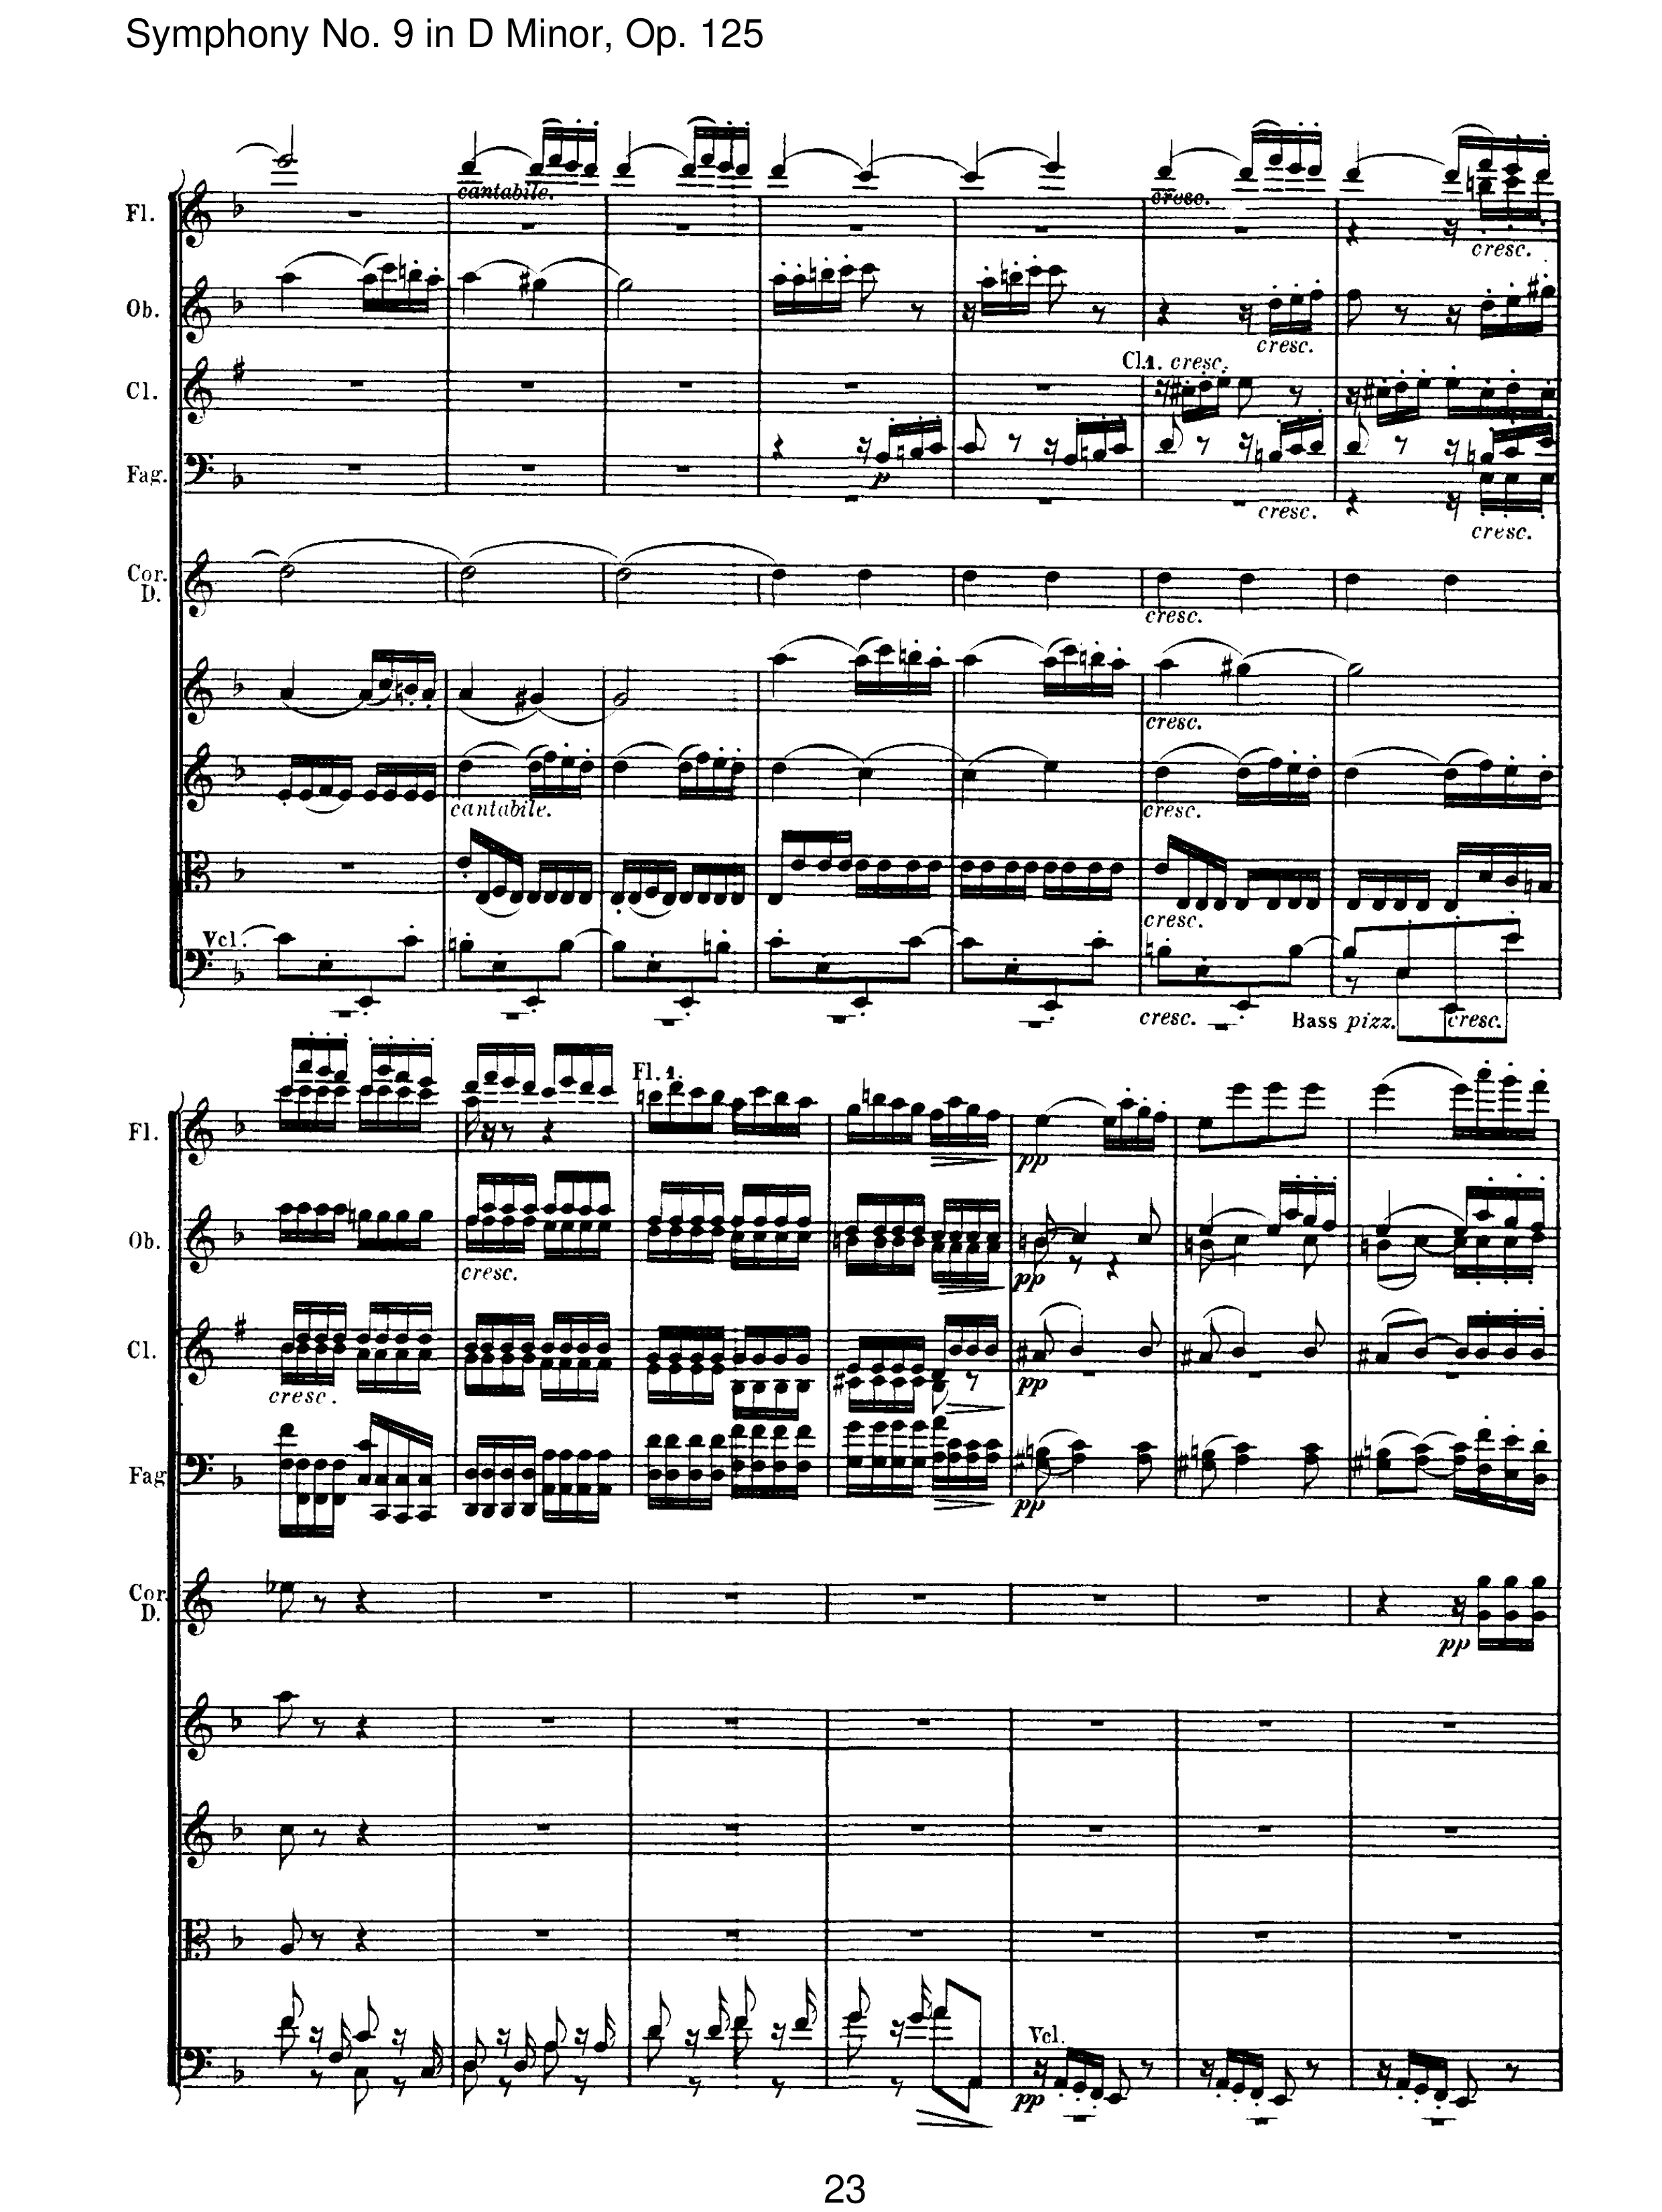 Symphony No. 9 in D Minor, Op. 125
Fl.
cantabile.
cresc.
cresc.
Ob.
cresc.
Cl.
Cl.1. cresc.
Fag.
p
cresc.
cresc.
Cor.
D.
cresc.
cresc.
cantabile.
cresc.
cresc.
Vcl.
cresc.
Bass pizz.
cresc.
Fl.
Fl. 1.
pp
Ob.
cresc.
pp
Cl.
cresc.
pp
Fag
pp
Cor.
D.
pp
Vcl.
pp
23